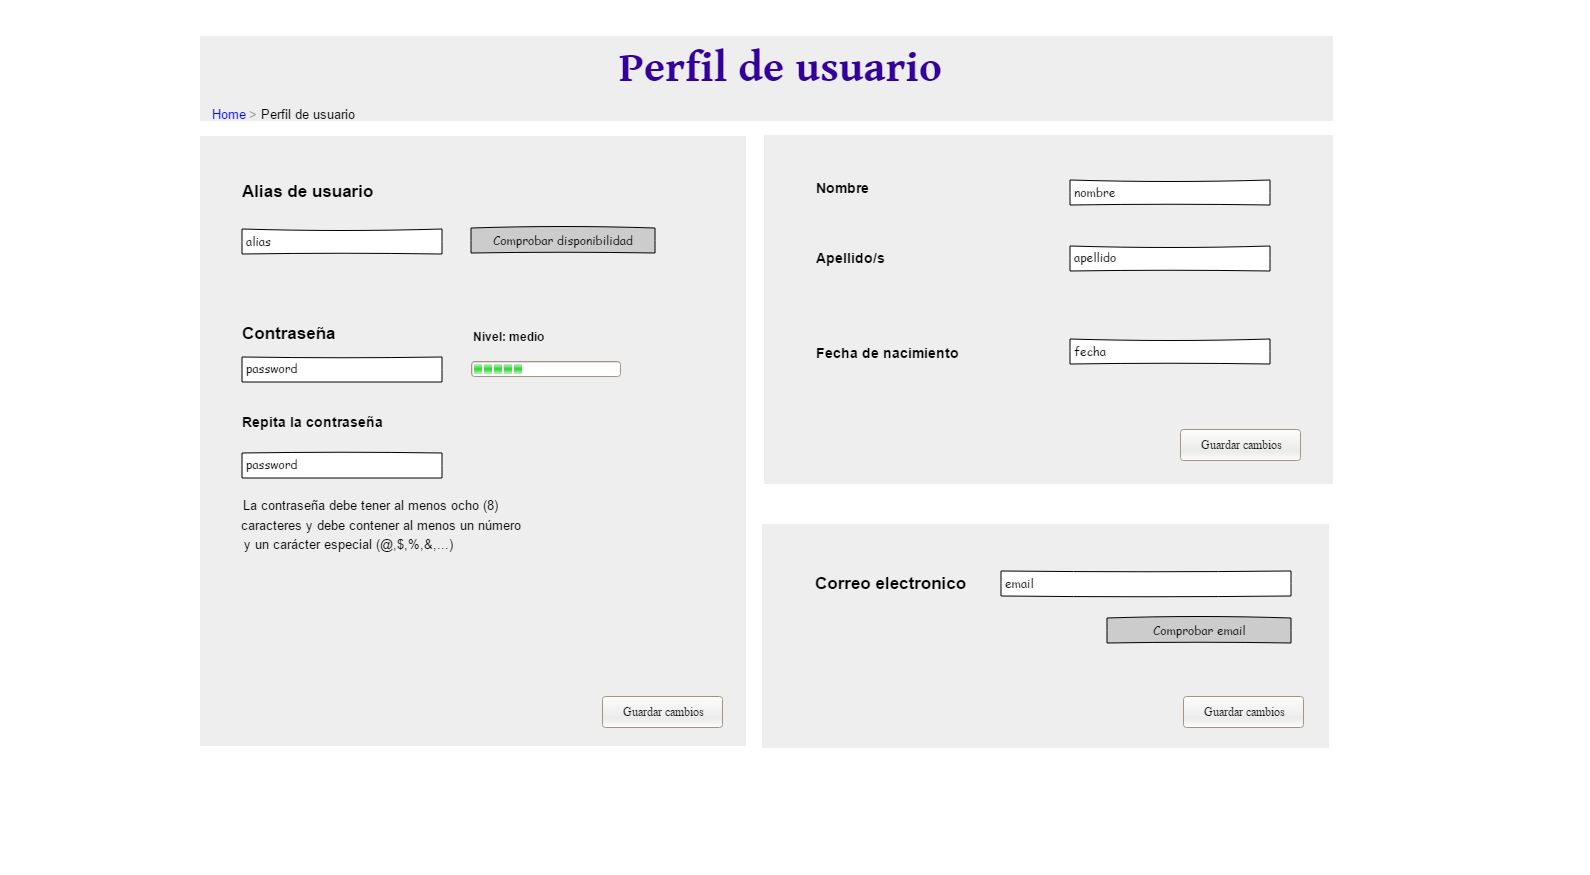 Perfil de usuario
Home > Perfil de usuario
Alias de usuario
alias
Comprobar disponibilidad
Contraseña
Nivel: medio
password
Repita la contraseña
password
La contraseña debe tener al menos ocho (8)
caracteres y debe contener al menos un número
y un carácter especial (@,$,%,&,...)
Guardar cambios
Nombre
nombre
Apellido/s
apellido
Fecha de nacimiento
fecha
Guardar cambios
Correo electronico
email
Comprobar email
Guardar cambios